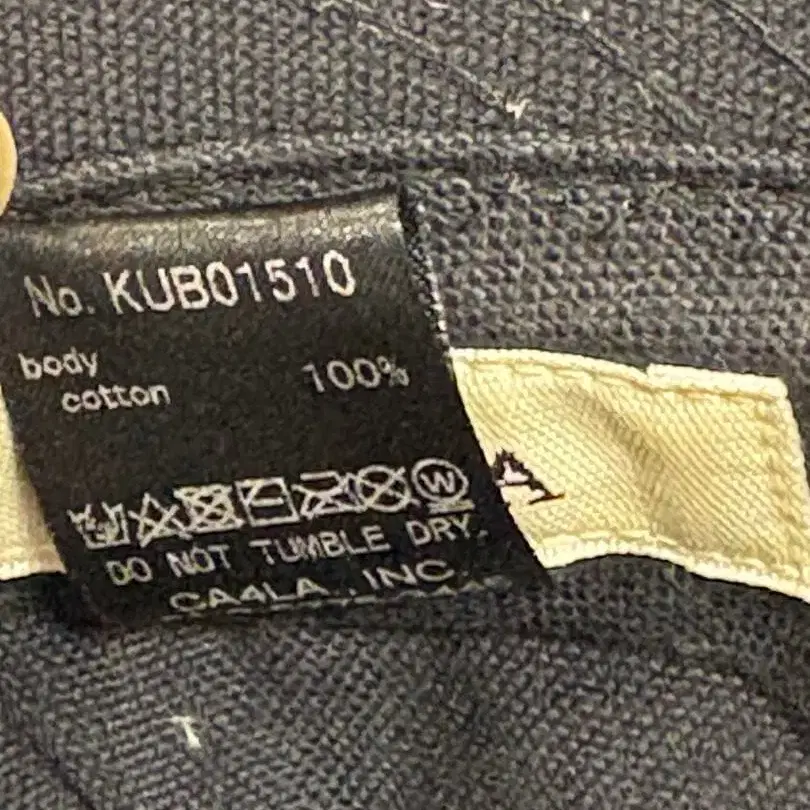 No. KUB01510
body
cotton 100%
W
DO NOT TUMBLE DRY.
CA4LA , INC